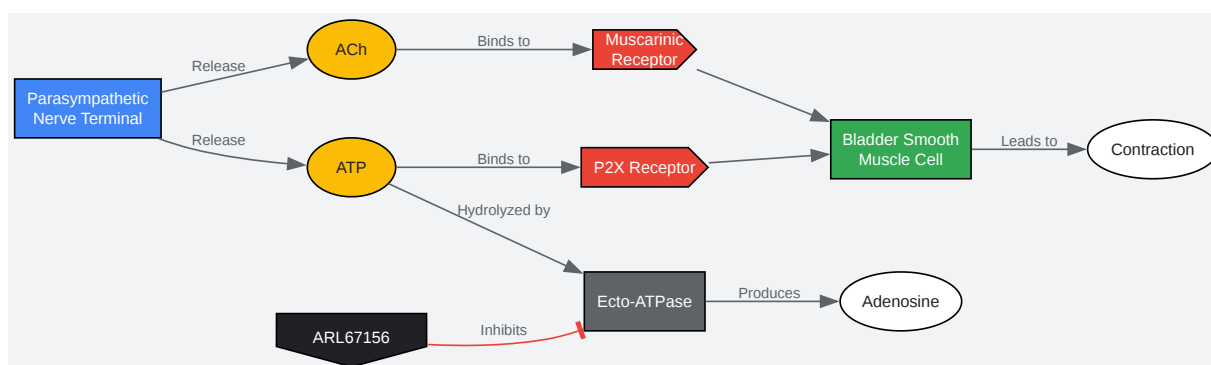 ACh
Binds to
Muscarinic
Receptor
Release
Parasympathetic
Nerve Terminal
Release
ATP
Binds to
P2X Receptor
Bladder Smooth
Muscle Cell
Leads to
Contraction
Hydrolyzed by
Ecto-ATPase
Produces
Adenosine
ARL67156
Inhibits